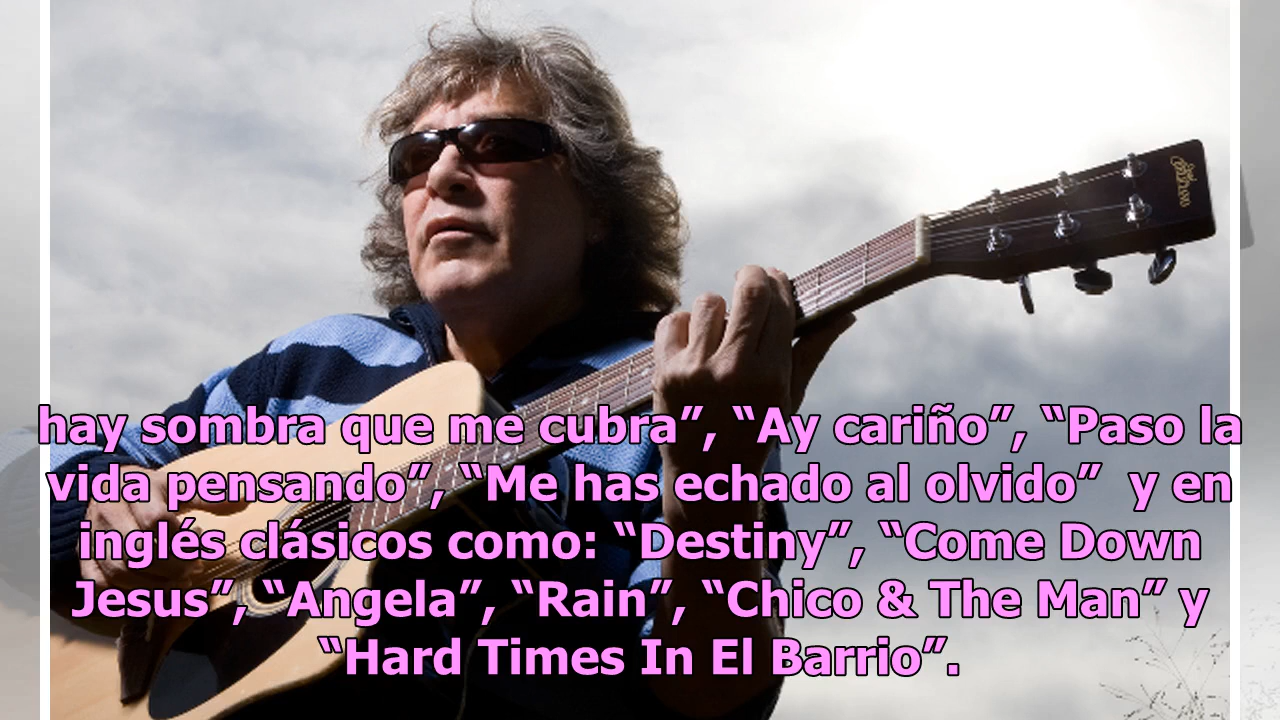 hay sombra que me cubra”, “Ay cariño”, “Paso la
vida pensando”, “Me has echado al olvido”  y en
inglés clásicos como: “Destiny”, “Come Down
Jesus”, “Angela”, “Rain”, “Chico & The Man” y
“Hard Times In El Barrio”.